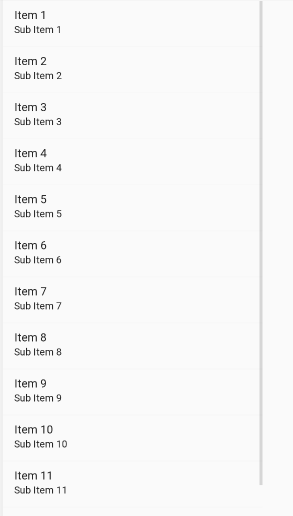 Item 1
Sub Item 1
Item 2
Sub Item 2
Item 3
Sub Item 3
Item 4
Sub Item 4
Item 5
Sub Item 5
Item 6
Sub Item 6
Item 7
Sub Item 7
Item 8
Sub Item 8
Item 9
Sub Item 9
Item 10
Sub Item 10
Item 11
Sub Item 11